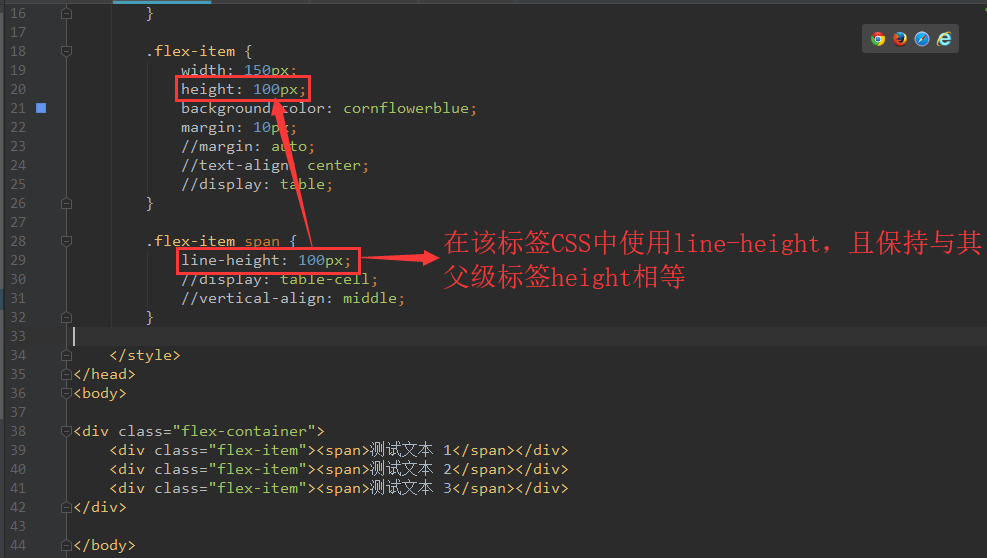 16 }
17
18 .flex-item {
19 width: 150px;
20 height: 100px;
21 background-color: cornflowerblue;
22 margin: 10px;
23 //margin: auto;
24 //text-align: center;
25 //display: table;
26 }
27
28 .flex-item span {
29 line-height: 100px;
在该标签CSS中使用line-height，且保持与其
父级标签height相等
30 //display: table-cell;
31 //vertical-align: middle;
32 }
33
34 </style>
35 </head>
36 <body>
37
38 <div class="flex-container">
39 <div class="flex-item"><span>测试文本 1</span></div>
40 <div class="flex-item"><span>测试文本 2</span></div>
41 <div class="flex-item"><span>测试文本 3</span></div>
42 </div>
43
44 </body>